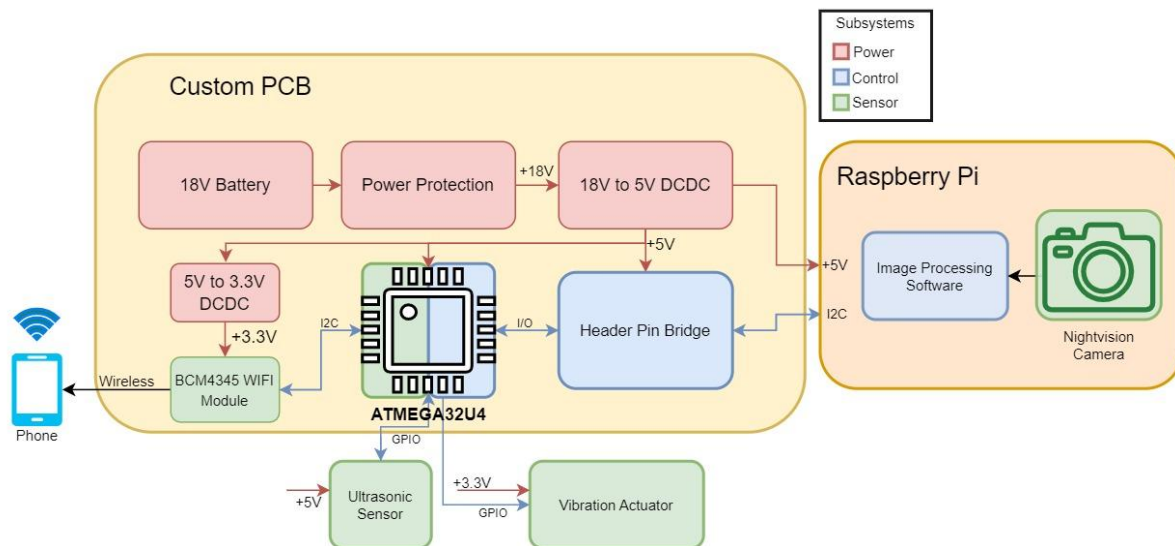 Subsystems
Power
Control
Sensor
Custom PCB
18V Battery
Power Protection
+18V
18V to 5V DCDC
+5V
5V to 3.3V
DCDC
+3.3V
I2C
I/O
Header Pin Bridge
Raspberry Pi
+5V
I2C
Image Processing
Software
Nightvision
Camera
Wireless
BCM4345 WIFI
Module
Phone
ATMEGA32U4
GPIO
+5V
Ultrasonic
Sensor
+3.3V
GPIO
Vibration Actuator